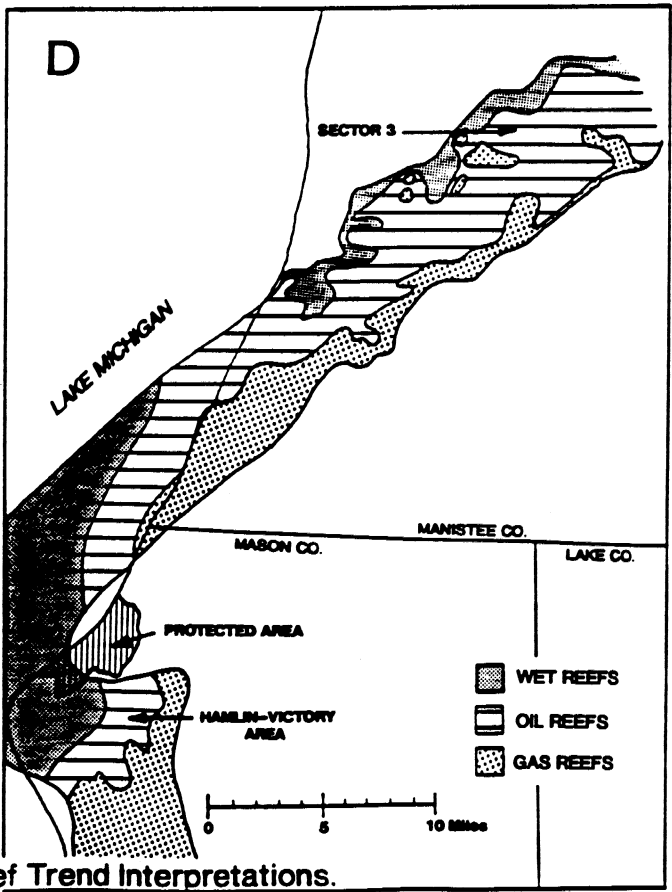 D
SECTOR 3
LAKE MICHIGAN
MANISTEE CO.
MASON CO.
LAKE CO.
PROTECTED AREA
WET REEFS
HAMLIN-VICTORY
AREA
OIL REEFS
GAS REEFS
0 5 10 Miles
ef Trend Interpretations.